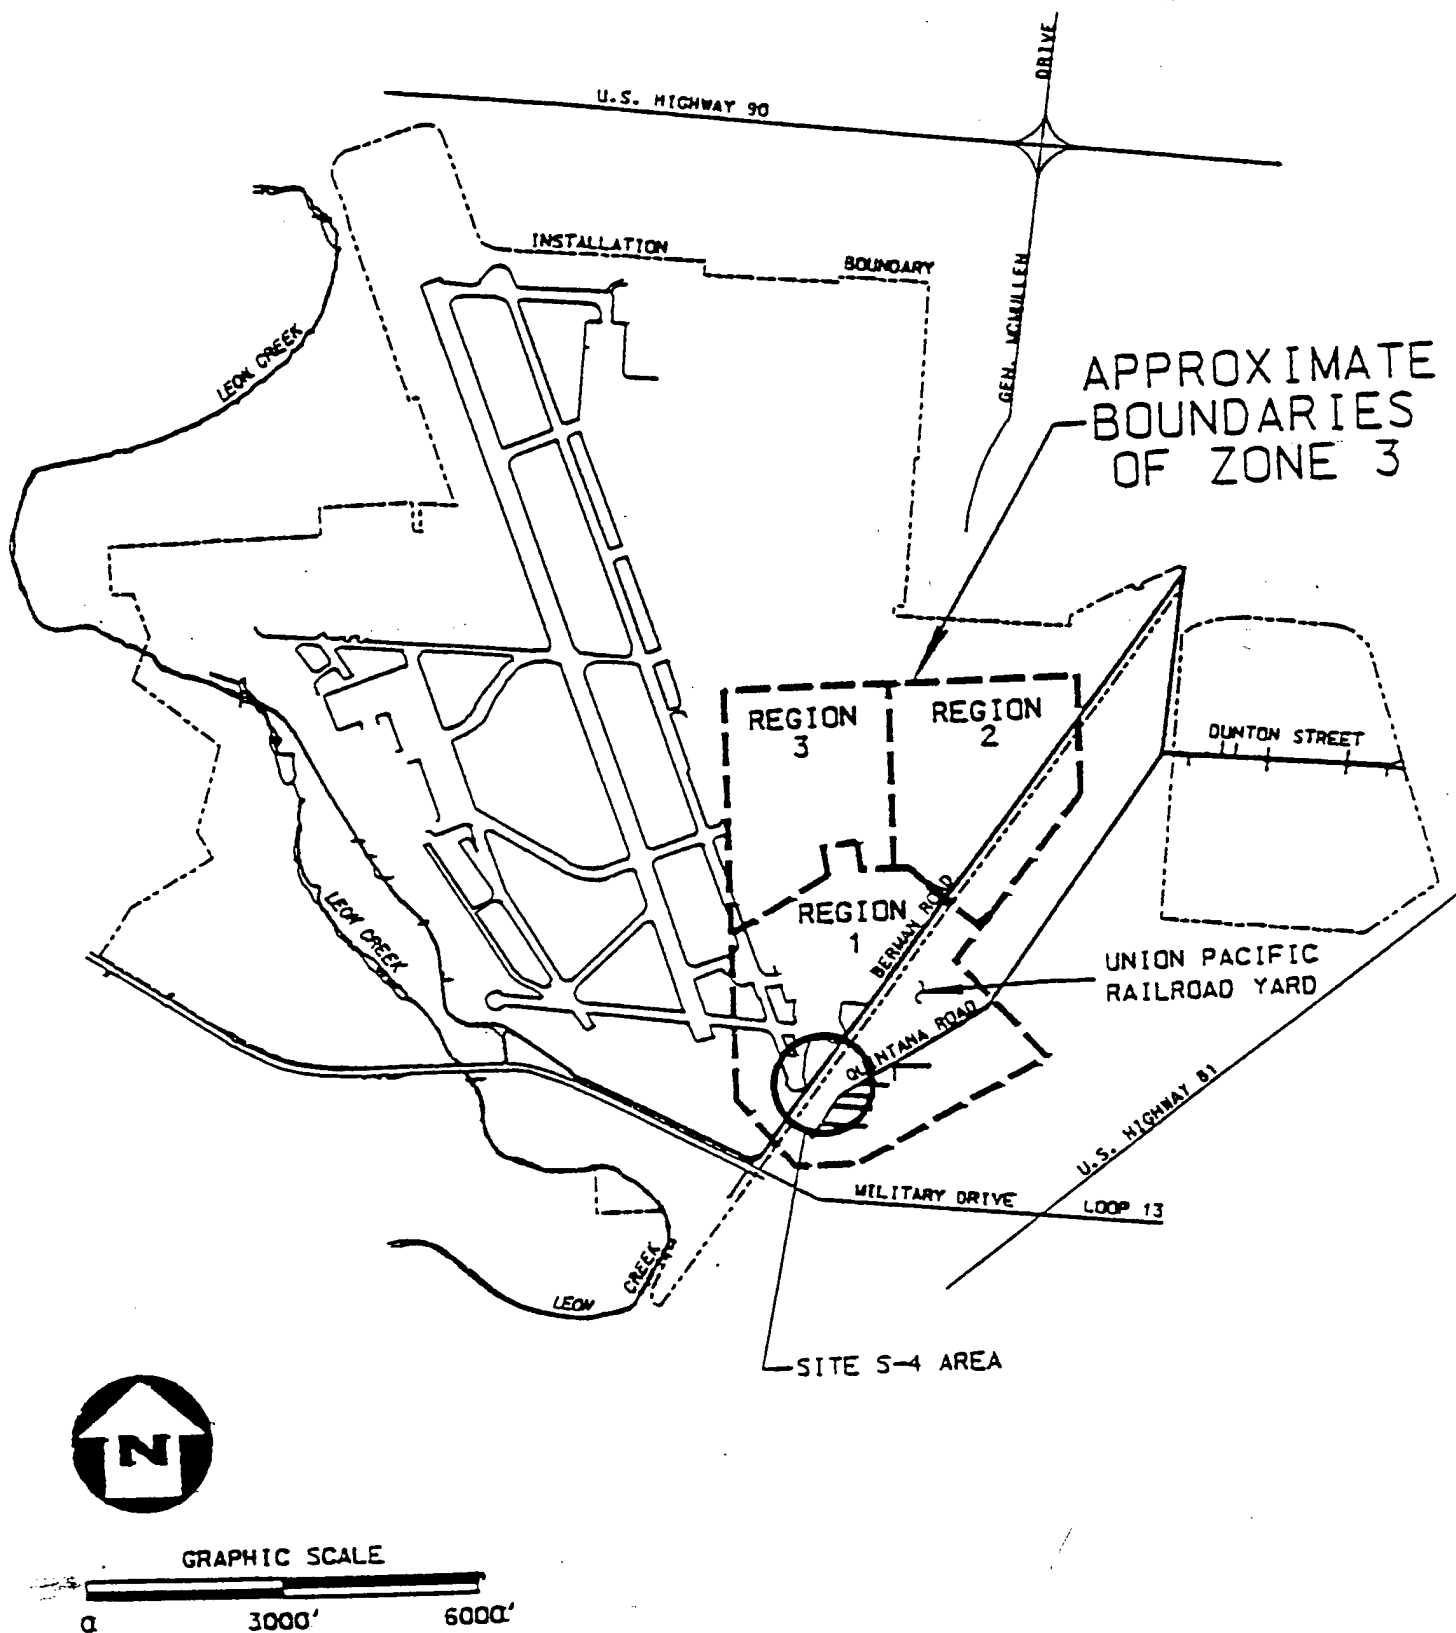 DRIVE
U.S. HIGHWAY 90
INSTALLATION
BOUNDARY
GEN. MCMULLEN
LEON CREEK
APPROXIMATE
BOUNDARIES
OF ZONE 3
REGION
3
REGION
2
DUNTON STREET
REGION
1
BERMAN ROAD
LEON CREEK
UNION PACIFIC
RAILROAD YARD
QUINTANA ROAD
U.S. HIGHWAY 81
MILITARY DRIVE
LOOP 13
CREEK
LEON
SITE S-4 AREA
N
GRAPHIC SCALE
0
3000'
6000'